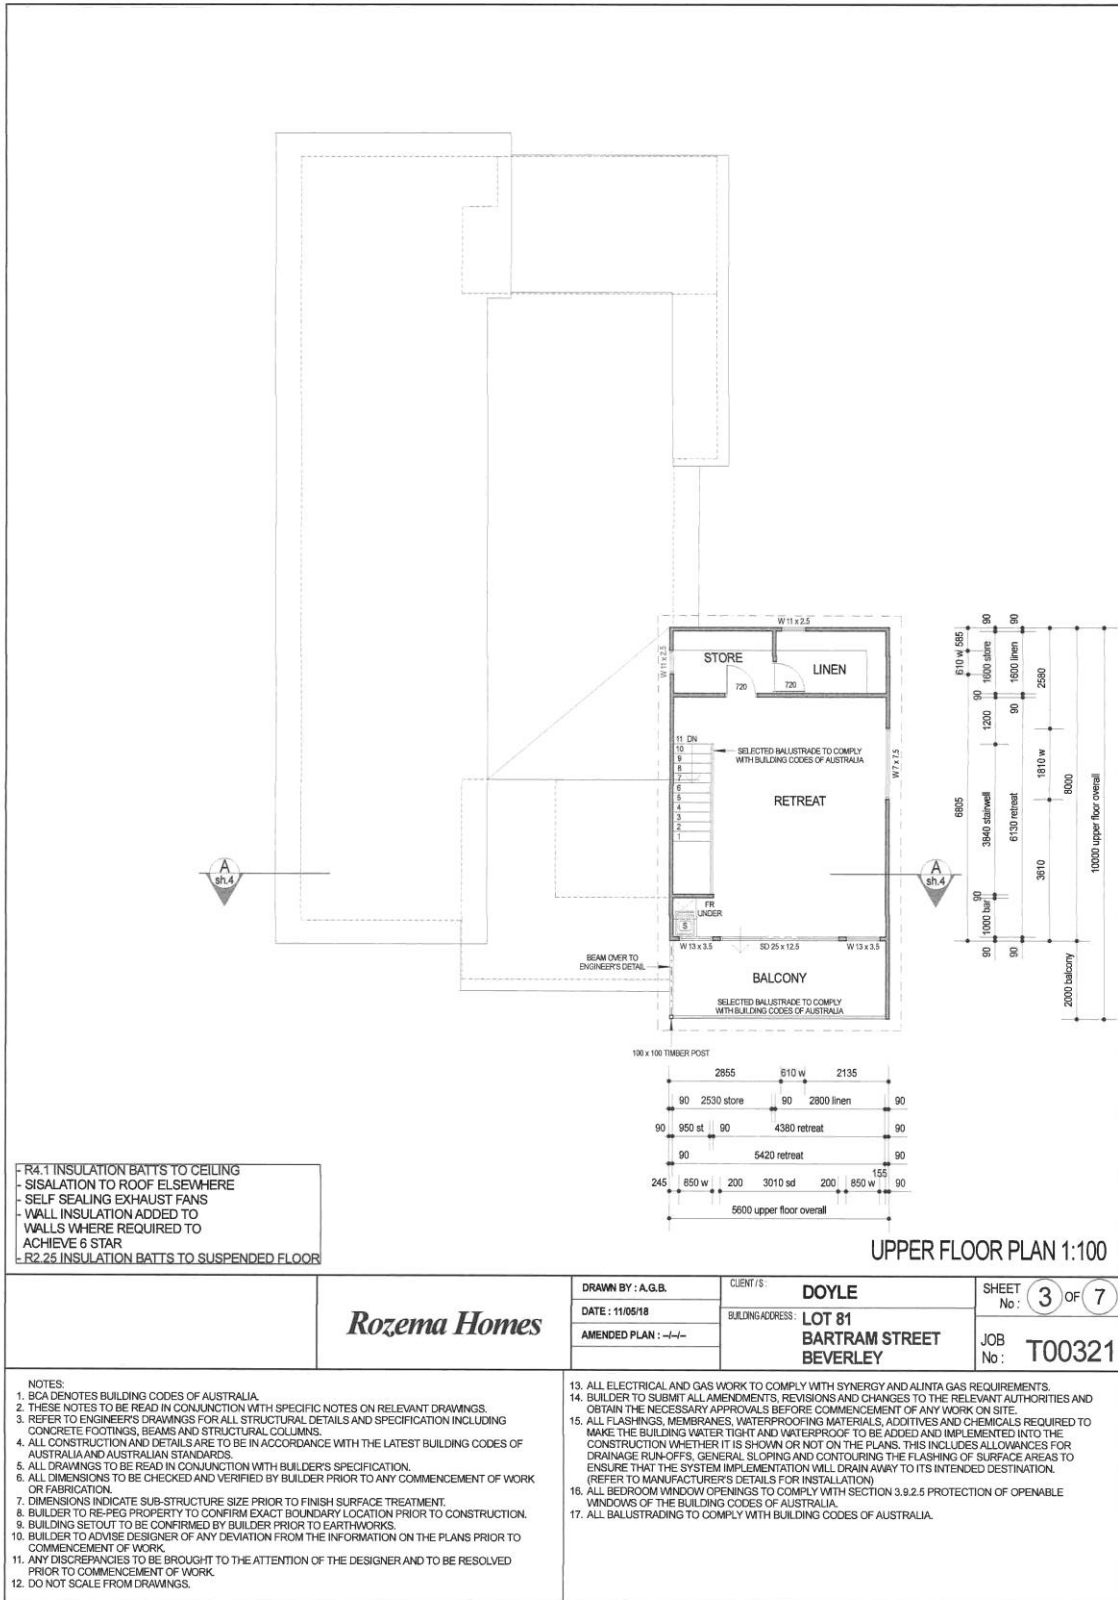 W 11 x 2.5
STORE
LINEN
W 11 x 2.5
720
720
11 DN
10
9
8
7
6
5
4
3
2
1
SELECTED BALUSTRADE TO COMPLY
WITH BUILDING CODES OF AUSTRALIA
W 7 x 7.5
RETREAT
A
sh.4
A
sh.4
FR
UNDER
S
W 13 x 3.5
SD 25 x 12.5
W 13 x 3.5
BEAM OVER TO
ENGINEER'S DETAIL
BALCONY
SELECTED BALUSTRADE TO COMPLY
WITH BUILDING CODES OF AUSTRALIA
100 x 100 TIMBER POST
585
610 w
6805
90
1600 store
90
1200
3840 stairwell
90
1000 bar
90
90
1600 linen
90
6130 retreat
90
2580
1810 w
3610
8000
2000 balcony
10000 upper floor overall
2855 610 w 2135
90 2530 store 90 2800 linen 90
90 950 st 90 4380 retreat 90
90 5420 retreat 90
155
245 850 w 200 3010 sd 200 850 w 90
5600 upper floor overall
- R4.1 INSULATION BATTS TO CEILING
- SISALATION TO ROOF ELSEWHERE
- SELF SEALING EXHAUST FANS
- WALL INSULATION ADDED TO
WALLS WHERE REQUIRED TO
ACHIEVE 6 STAR
- R2.25 INSULATION BATTS TO SUSPENDED FLOOR
UPPER FLOOR PLAN 1:100
Rozema Homes
DRAWN BY : A.G.B.
DATE : 11/05/18
AMENDED PLAN : --/--/--
CLIENT/S : DOYLE
BUILDING ADDRESS : LOT 81
BARTRAM STREET
BEVERLEY
SHEET No : 3 OF 7
JOB No : T00321
NOTES:
1. BCA DENOTES BUILDING CODES OF AUSTRALIA.
2. THESE NOTES TO BE READ IN CONJUNCTION WITH SPECIFIC NOTES ON RELEVANT DRAWINGS.
3. REFER TO ENGINEER'S DRAWINGS FOR ALL STRUCTURAL DETAILS AND SPECIFICATION INCLUDING
CONCRETE FOOTINGS, BEAMS AND STRUCTURAL COLUMNS.
4. ALL CONSTRUCTION AND DETAILS ARE TO BE IN ACCORDANCE WITH THE LATEST BUILDING CODES OF
AUSTRALIA AND AUSTRALIAN STANDARDS.
5. ALL DRAWINGS TO BE READ IN CONJUNCTION WITH BUILDER'S SPECIFICATION.
6. ALL DIMENSIONS TO BE CHECKED AND VERIFIED BY BUILDER PRIOR TO ANY COMMENCEMENT OF WORK
OR FABRICATION.
7. DIMENSIONS INDICATE SUB-STRUCTURE SIZE PRIOR TO FINISH SURFACE TREATMENT.
8. BUILDER TO RE-PEG PROPERTY TO CONFIRM EXACT BOUNDARY LOCATION PRIOR TO CONSTRUCTION.
9. BUILDING SETOUT TO BE CONFIRMED BY BUILDER PRIOR TO EARTHWORKS.
10. BUILDER TO ADVISE DESIGNER OF ANY DEVIATION FROM THE INFORMATION ON THE PLANS PRIOR TO
COMMENCEMENT OF WORK.
11. ANY DISCREPANCIES TO BE BROUGHT TO THE ATTENTION OF THE DESIGNER AND TO BE RESOLVED
PRIOR TO COMMENCEMENT OF WORK.
12. DO NOT SCALE FROM DRAWINGS.
13. ALL ELECTRICAL AND GAS WORK TO COMPLY WITH SYNERGY AND ALINTA GAS REQUIREMENTS.
14. BUILDER TO SUBMIT ALL AMENDMENTS, REVISIONS AND CHANGES TO THE RELEVANT AUTHORITIES AND
OBTAIN THE NECESSARY APPROVALS BEFORE COMMENCEMENT OF ANY WORK ON SITE.
15. ALL FLASHINGS, MEMBRANES, WATERPROOFING MATERIALS, ADDITIVES AND CHEMICALS REQUIRED TO
MAKE THE BUILDING WATER TIGHT AND WATERPROOF TO BE ADDED AND IMPLEMENTED INTO THE
CONSTRUCTION WHETHER IT IS SHOWN OR NOT ON THE PLANS. THIS INCLUDES ALLOWANCES FOR
DRAINAGE RUN-OFFS, GENERAL SLOPING AND CONTOURING THE FLASHING OF SURFACE AREAS TO
ENSURE THAT THE SYSTEM IMPLEMENTATION WILL DRAIN AWAY TO ITS INTENDED DESTINATION.
(REFER TO MANUFACTURER'S DETAILS FOR INSTALLATION)
16. ALL BEDROOM WINDOW OPENINGS TO COMPLY WITH SECTION 3.9.2.5 PROTECTION OF OPENABLE
WINDOWS OF THE BUILDING CODES OF AUSTRALIA.
17. ALL BALUSTRADING TO COMPLY WITH BUILDING CODES OF AUSTRALIA.